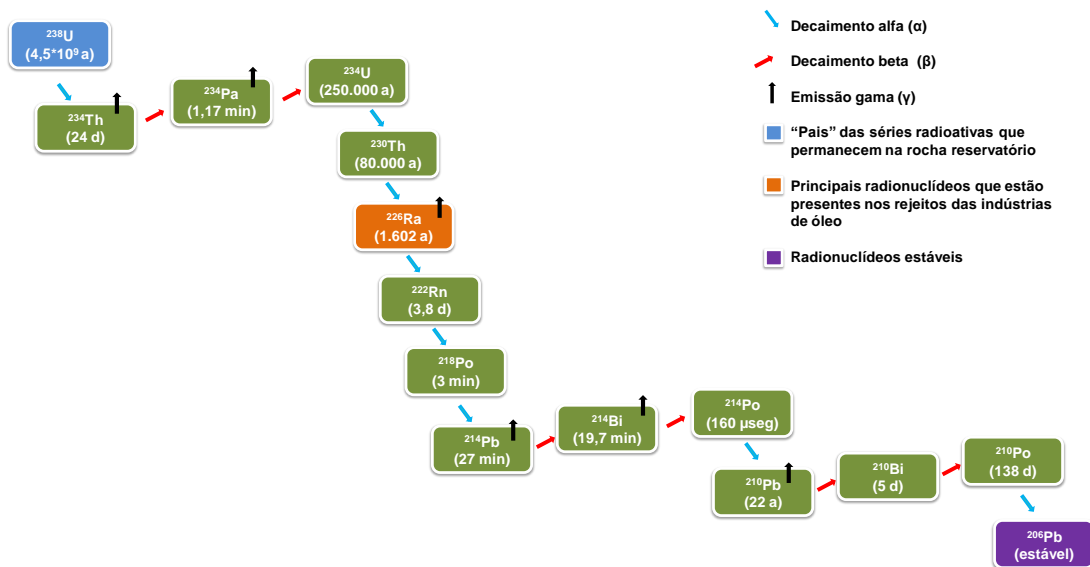 ²³⁸U
(4,5*10⁹ a)
²³⁴Th
(24 d)
²³⁴Pa
(1,17 min)
²³⁴U
(250.000 a)
²³⁰Th
(80.000 a)
²²⁶Ra
(1.602 a)
²²²Rn
(3,8 d)
²¹⁸Po
(3 min)
²¹⁴Pb
(27 min)
²¹⁴Bi
(19,7 min)
²¹⁴Po
(160 µseg)
²¹⁰Pb
(22 a)
²¹⁰Bi
(5 d)
²¹⁰Po
(138 d)
²⁰⁶Pb
(estável)
Decaimento alfa (α)
Decaimento beta (β)
Emissão gama (γ)
“Pais” das séries radioativas que
permanecem na rocha reservatório
Principais radionuclídeos que estão
presentes nos rejeitos das indústrias
de óleo
Radionuclídeos estáveis